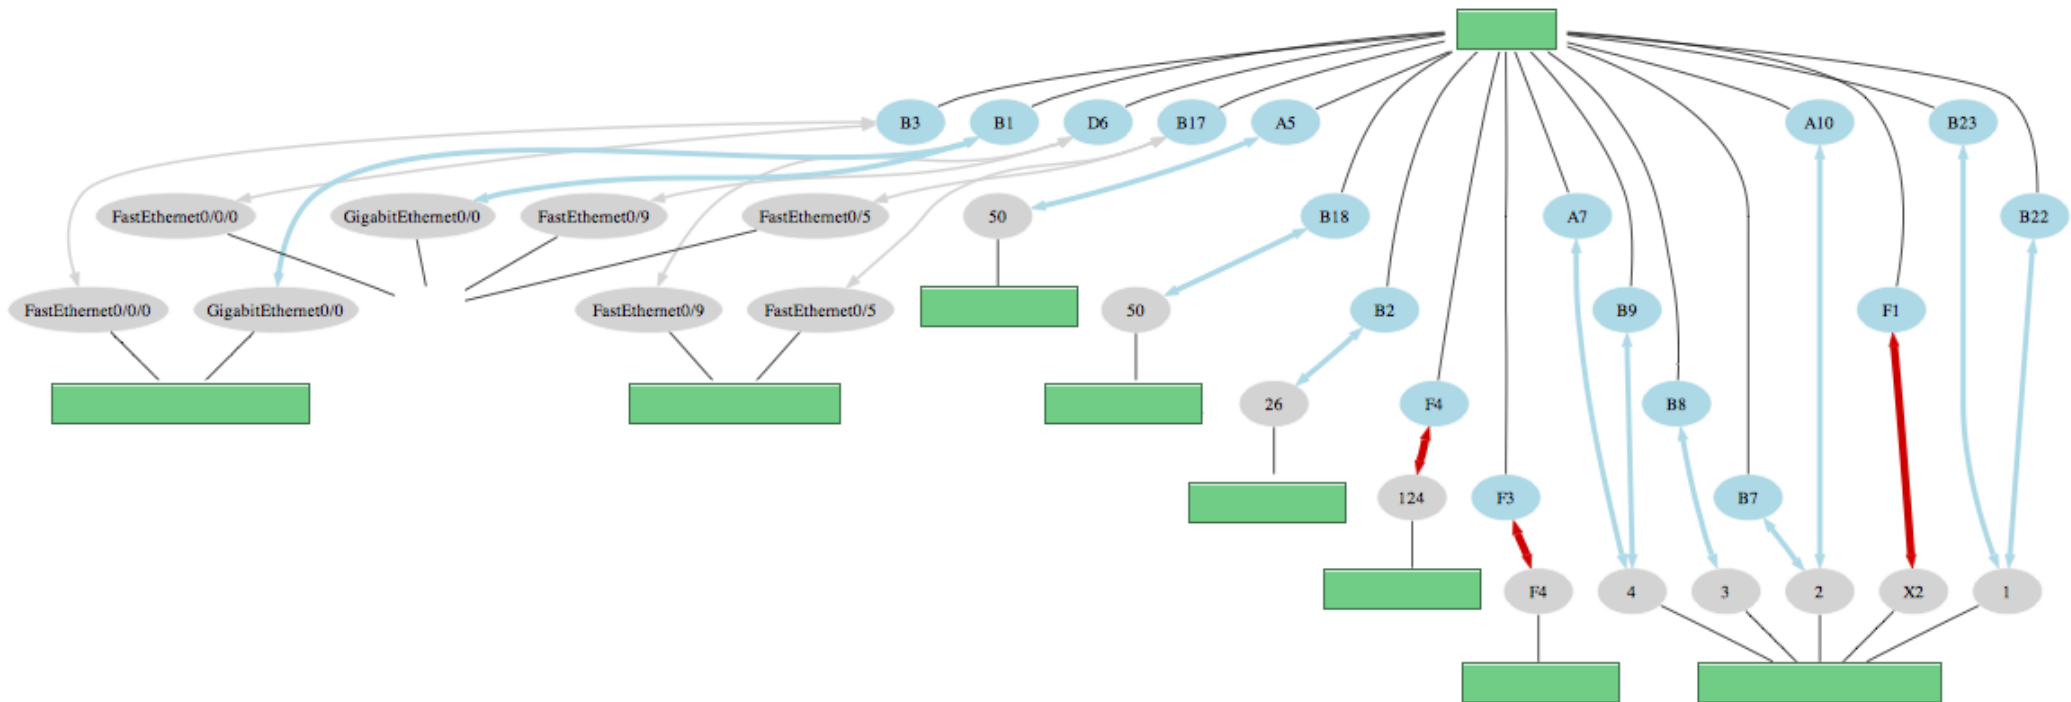 B3
B1
D6
B17
A5
A10
B23
FastEthernet0/0/0
GigabitEthernet0/0
FastEthernet0/9
FastEthernet0/5
50
B18
A7
B22
FastEthernet0/0/0
GigabitEthernet0/0
FastEthernet0/9
FastEthernet0/5
50
B2
B9
F1
26
F4
B8
124
F3
B7
F4
4
3
2
X2
1